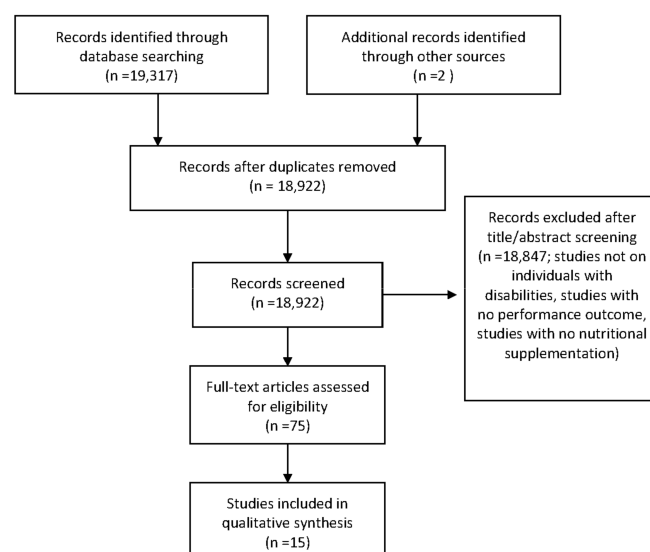 Records identified through
database searching
(n =19,317)
Additional records identified
through other sources
(n =2 )
Records after duplicates removed
(n = 18,922)
Records screened
(n =18,922)
Records excluded after
title/abstract screening
(n =18,847; studies not on
individuals with
disabilities, studies with
no performance outcome,
studies with no nutritional
supplementation)
Full-text articles assessed
for eligibility
(n =75)
Studies included in
qualitative synthesis
(n =15)